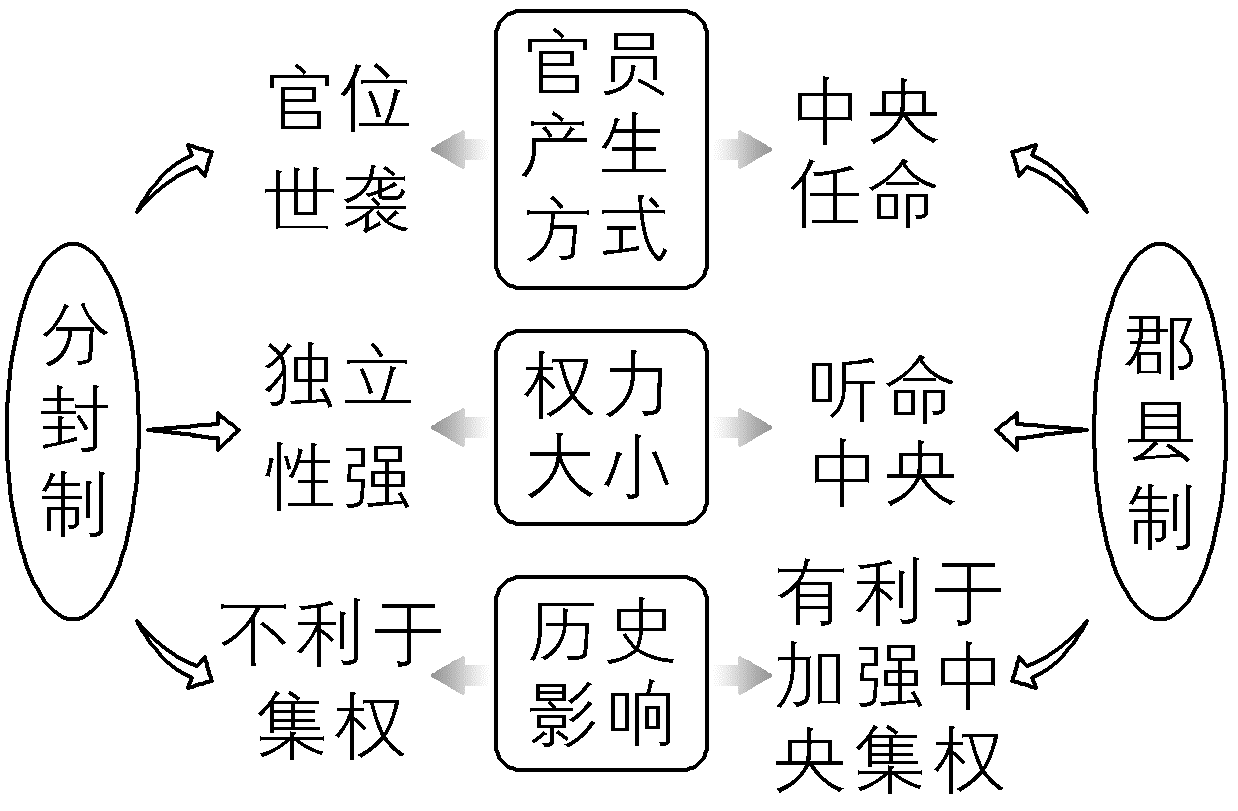 官位
世袭
官员
产生
方式
中央
任命
分封制
独立
性强
权力
大小
听命
中央
郡县制
不利于
集权
历史
影响
有利于
加强中
央集权